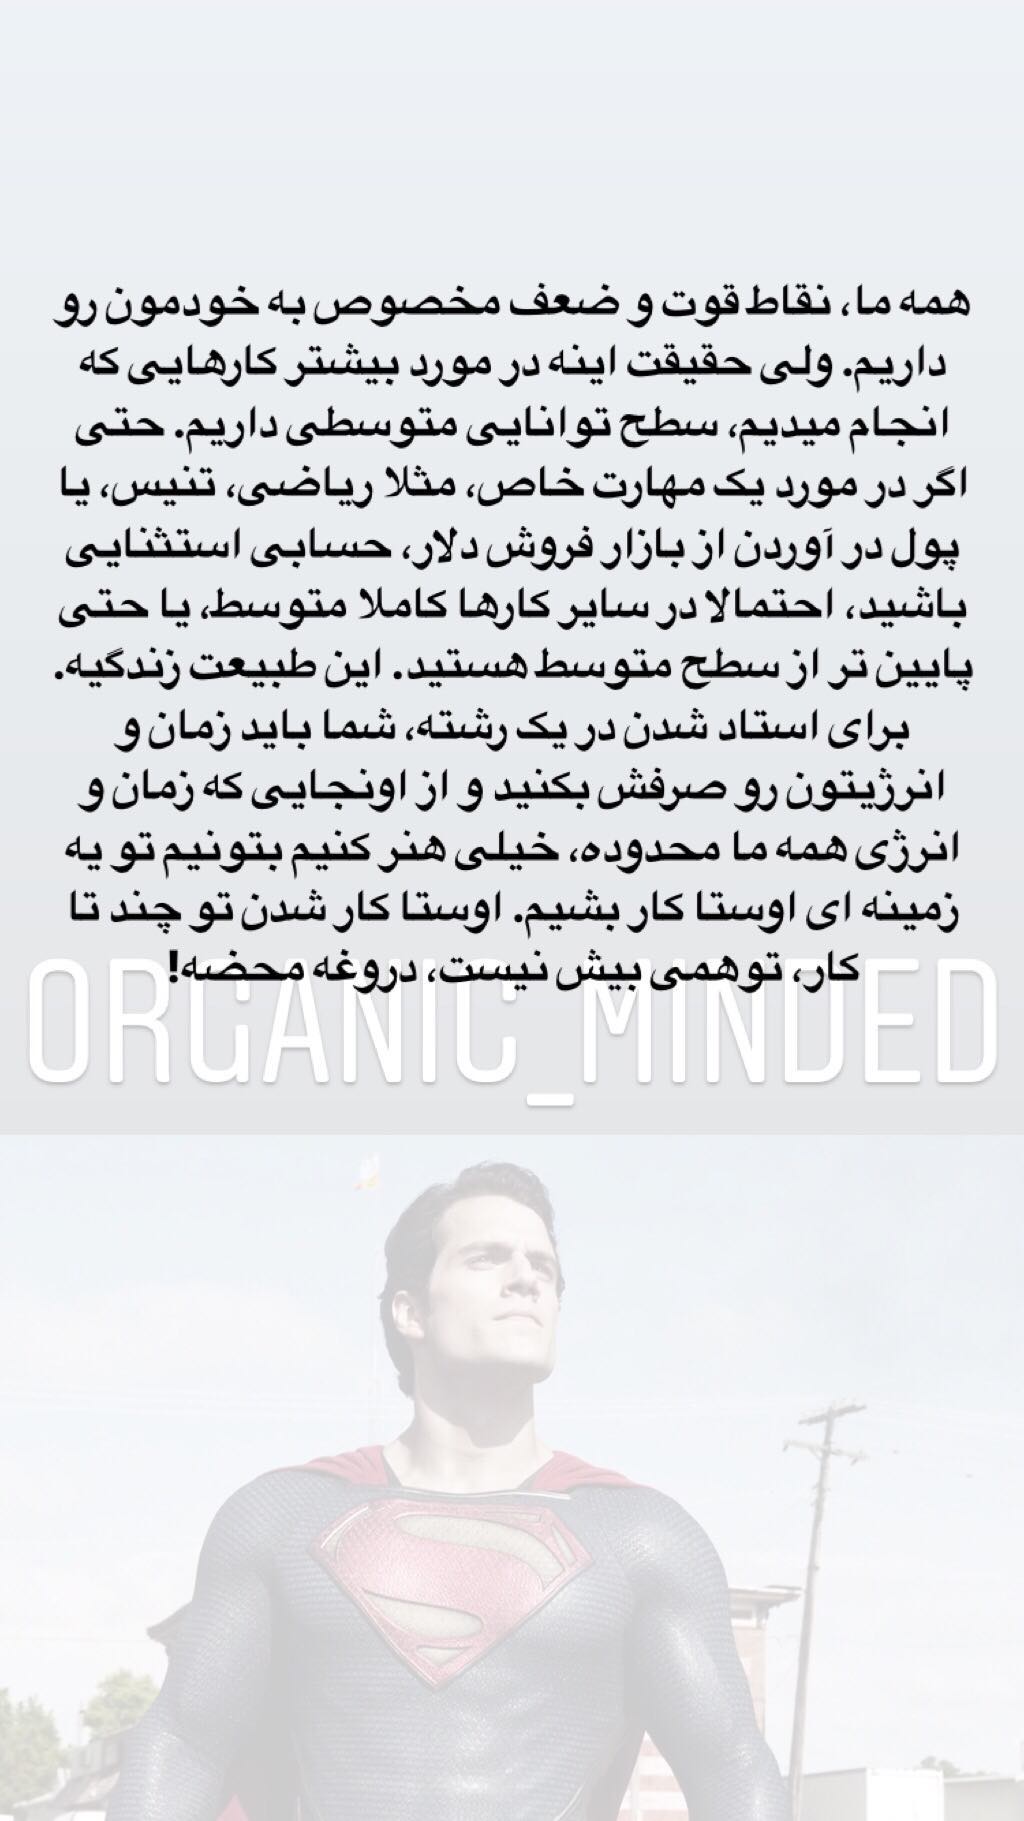 همه ما، نقاط قوت و ضعف مخصوص به خودمون رو
داریم. ولی حقیقت اینه در مورد بیشتر کارهایی که
انجام میدیم، سطح توانایی متوسطی داریم. حتی
اگر در مورد یک مهارت خاص، مثلا ریاضی، تنیس، یا
پول در آوردن از بازار فروش دلار، حسابی استثنایی
باشید، احتمالا در سایر کارها کاملا متوسط، یا حتی
پایین تر از سطح متوسط هستید. این طبیعت زندگیه.
برای استاد شدن در یک رشته، شما باید زمان و
انرژیتون رو صرفش بکنید و از اونجایی که زمان و
انرژی همه ما محدوده، خیلی هنر کنیم بتونیم تو یه
زمینه ای اوستا کار بشیم. اوستا کار شدن تو چند تا
کار، توهمی بیش نیست، دروغه محضه!
ORGANIC_MINDED